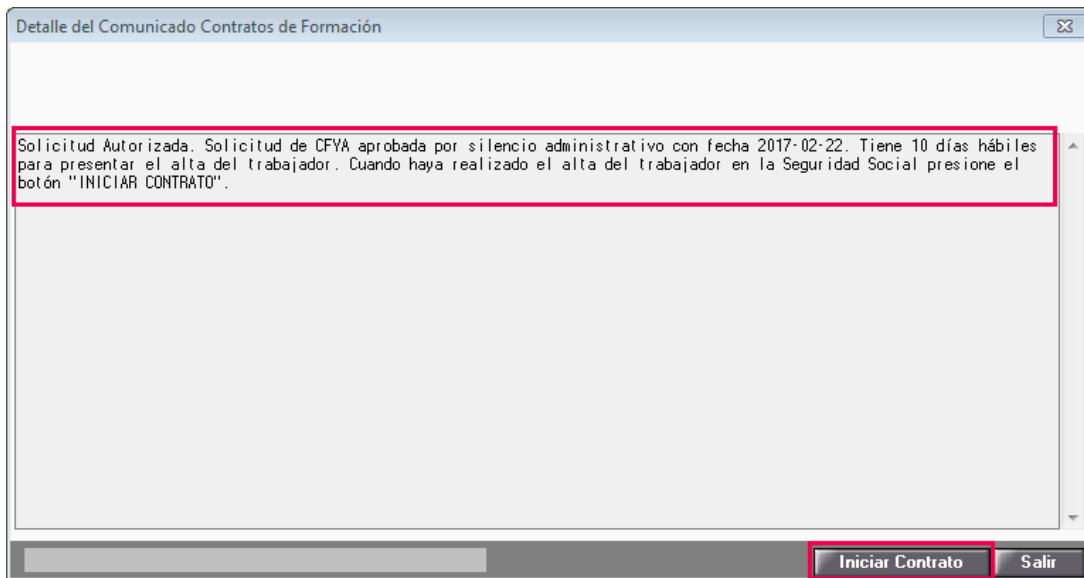 Detalle del Comunicado Contratos de Formación
Solicitud Autorizada. Solicitud de CFYA aprobada por silencio administrativo con fecha 2017-02-22. Tiene 10 días hábiles
para presentar el alta del trabajador. Cuando haya realizado el alta del trabajador en la Seguridad Social presione el
botón "INICIAR CONTRATO".
Iniciar Contrato
Salir